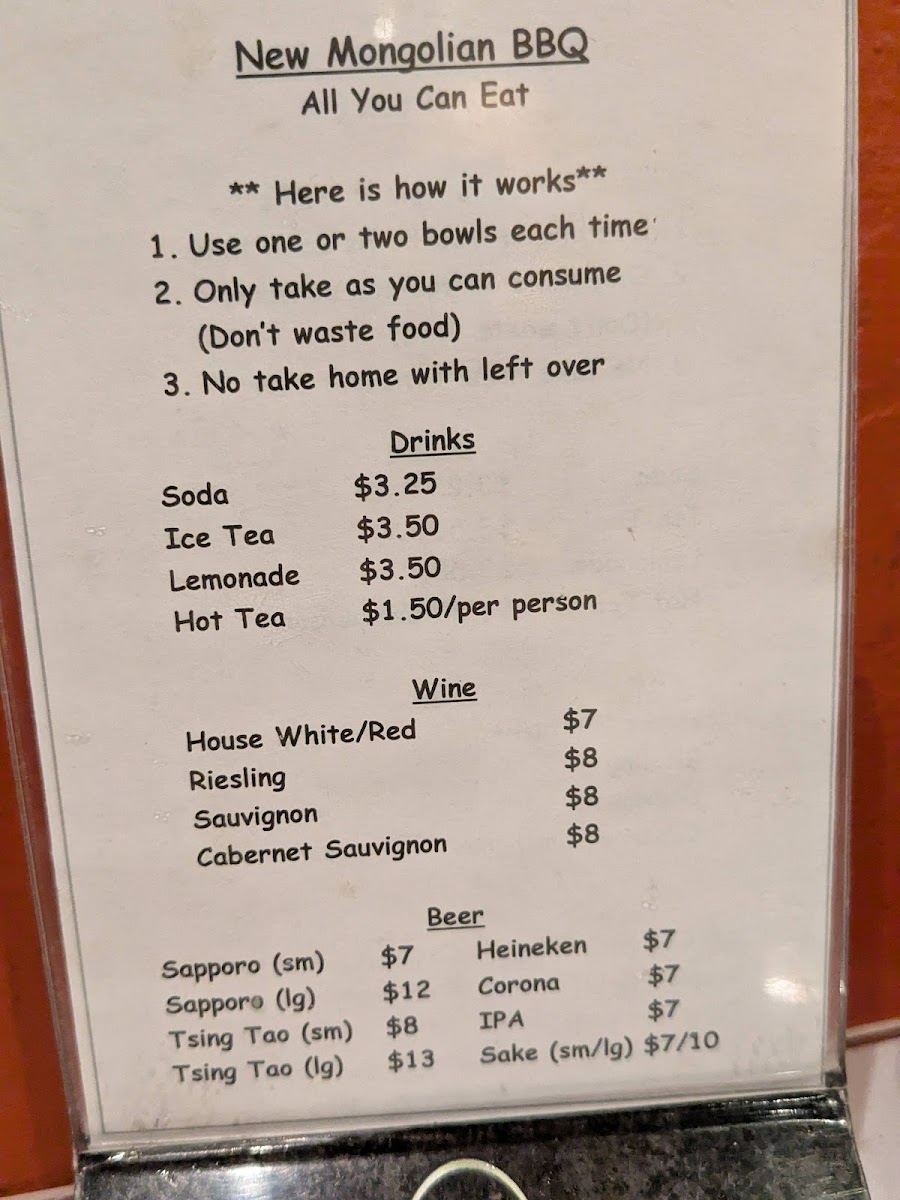 New Mongolian BBQ
All You Can Eat
** Here is how it works**
1. Use one or two bowls each time
2. Only take as you can consume
(Don't waste food)
3. No take home with left over
Drinks
Soda $3.25
Ice Tea $3.50
Lemonade $3.50
Hot Tea $1.50/per person
Wine
House White/Red $7
Riesling $8
Sauvignon $8
Cabernet Sauvignon $8
Beer
Sapporo (sm) $7 Heineken $7
Sapporo (lg) $12 Corona $7
Tsing Tao (sm) $8 IPA $7
Tsing Tao (lg) $13 Sake (sm/lg) $7/10